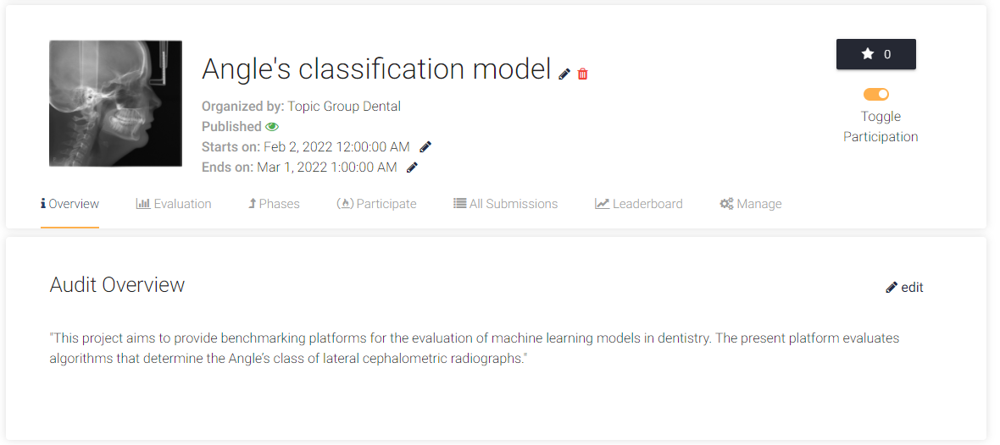 Angle's classification model
0
Organized by: Topic Group Dental
Published
Starts on: Feb 2, 2022 12:00:00 AM
Ends on: Mar 1, 2022 1:00:00 AM
Toggle
Participation
Overview Evaluation Phases Participate All Submissions Leaderboard Manage
Audit Overview
edit
"This project aims to provide benchmarking platforms for the evaluation of machine learning models in dentistry. The present platform evaluates
algorithms that determine the Angle’s class of lateral cephalometric radiographs."